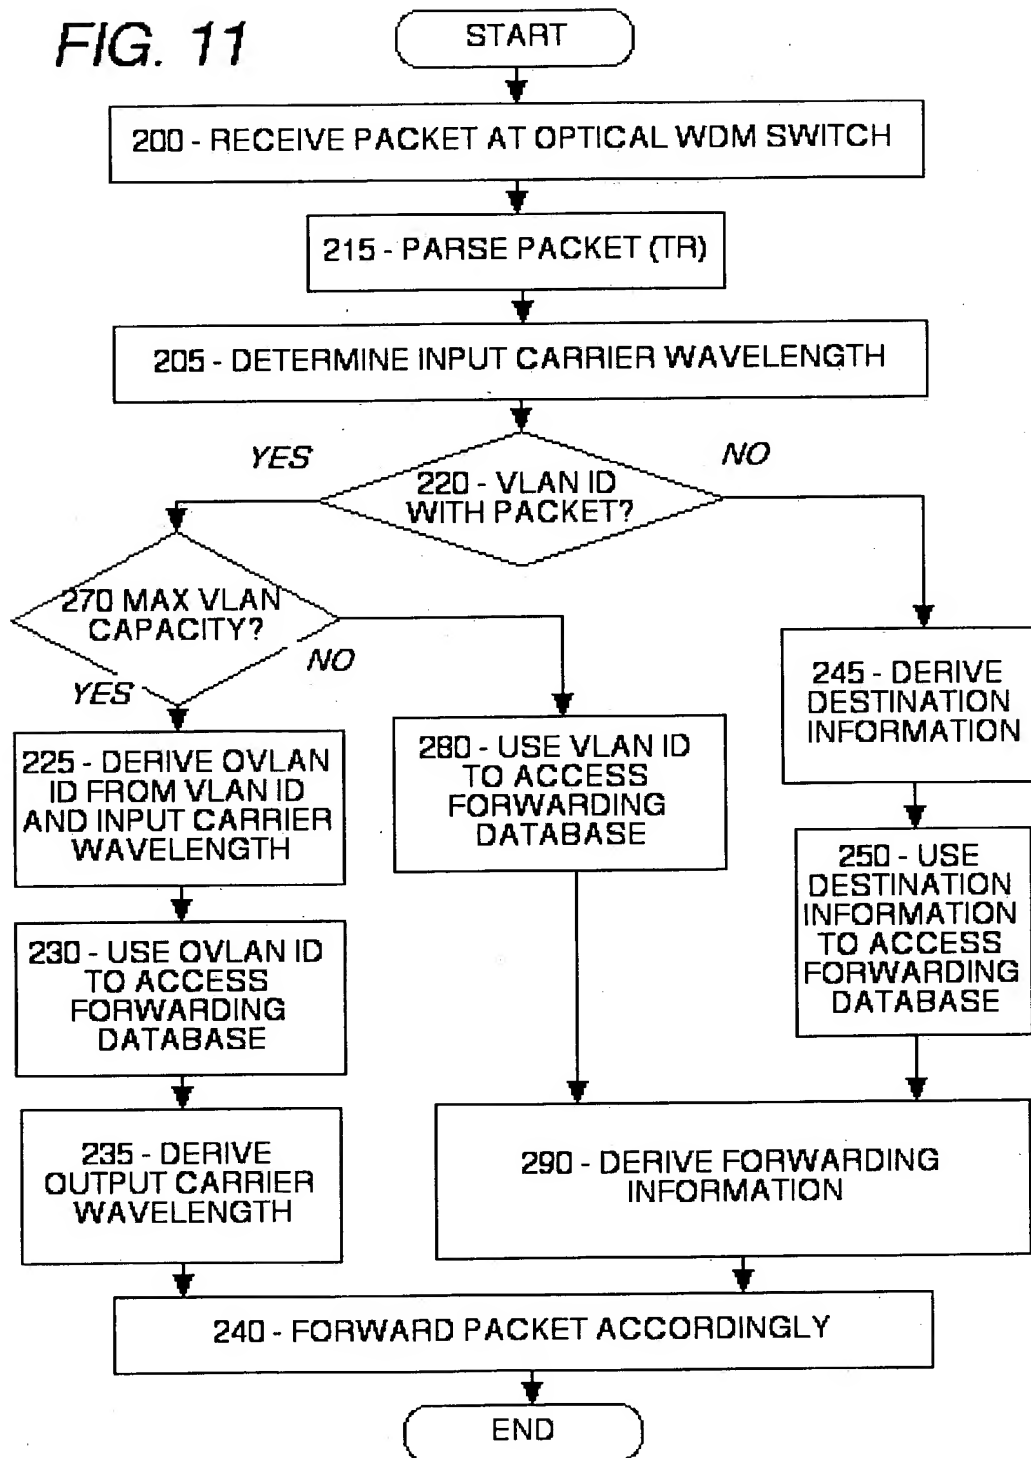 FIG. 11
START
200 - RECEIVE PACKET AT OPTICAL WDM SWITCH
215 - PARSE PACKET (TR)
205 - DETERMINE INPUT CARRIER WAVELENGTH
YES
NO
220 - VLAN ID
WITH PACKET?
270 MAX VLAN
CAPACITY?
NO
YES
225 - DERIVE OVLAN
ID FROM VLAN ID
AND INPUT CARRIER
WAVELENGTH
280 - USE VLAN ID
TO ACCESS
FORWARDING
DATABASE
245 - DERIVE
DESTINATION
INFORMATION
230 - USE OVLAN ID
TO ACCESS
FORWARDING
DATABASE
250 - USE
DESTINATION
INFORMATION
TO ACCESS
FORWARDING
DATABASE
235 - DERIVE
OUTPUT CARRIER
WAVELENGTH
290 - DERIVE FORWARDING
INFORMATION
240 - FORWARD PACKET ACCORDINGLY
END